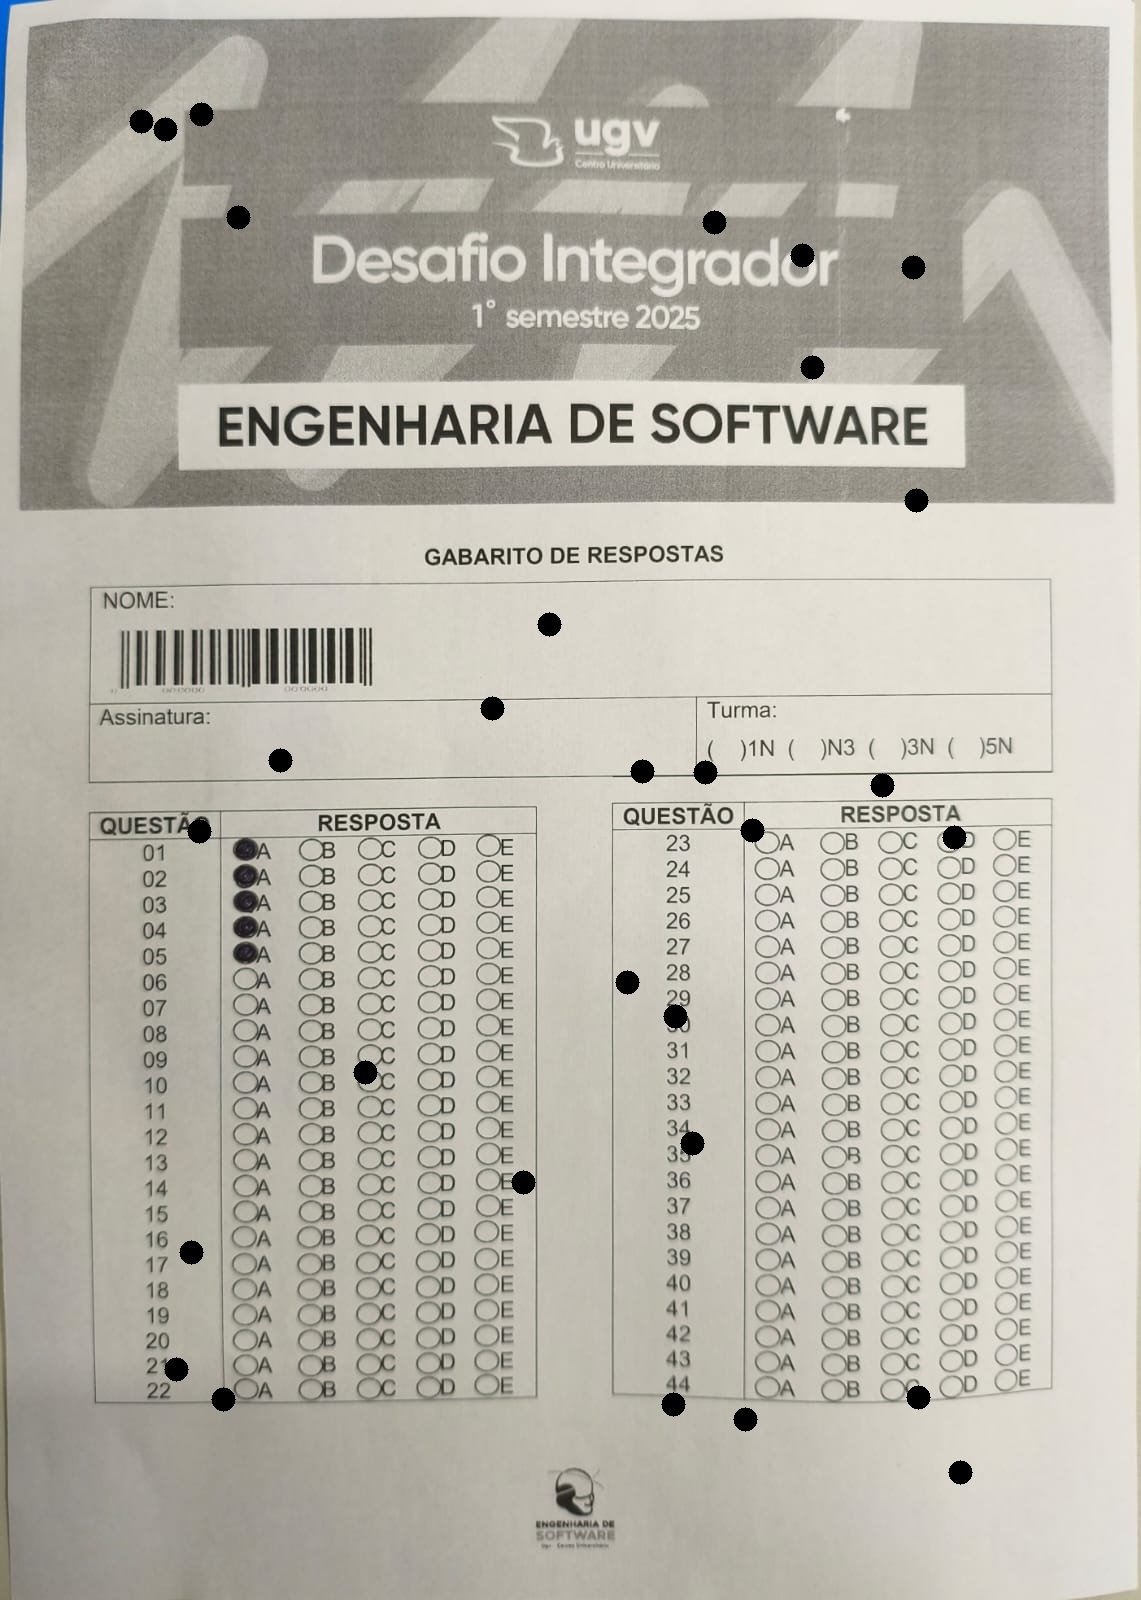 ugv
Centro Universitário
Desafio Integrador
1° semestre 2025
ENGENHARIA DE SOFTWARE
GABARITO DE RESPOSTAS
NOME:
Assinatura:
Turma:
( )1N ( )N3 ( )3N ( )5N
QUESTÃO RESPOSTA
01 A B C D E
02 A B C D E
03 A B C D E
04 A B C D E
05 A B C D E
06 A B C D E
07 A B C D E
08 A B C D E
09 A B C D E
10 A B C D E
11 A B C D E
12 A B C D E
13 A B C D E
14 A B C D E
15 A B C D E
16 A B C D E
17 A B C D E
18 A B C D E
19 A B C D E
20 A B C D E
21 A B C D E
22 A B C D E
QUESTÃO RESPOSTA
23 A B C D E
24 A B C D E
25 A B C D E
26 A B C D E
27 A B C D E
28 A B C D E
29 A B C D E
30 A B C D E
31 A B C D E
32 A B C D E
33 A B C D E
34 A B C D E
35 A B C D E
36 A B C D E
37 A B C D E
38 A B C D E
39 A B C D E
40 A B C D E
41 A B C D E
42 A B C D E
43 A B C D E
44 A B C D E
ENGENHARIA DE
SOFTWARE